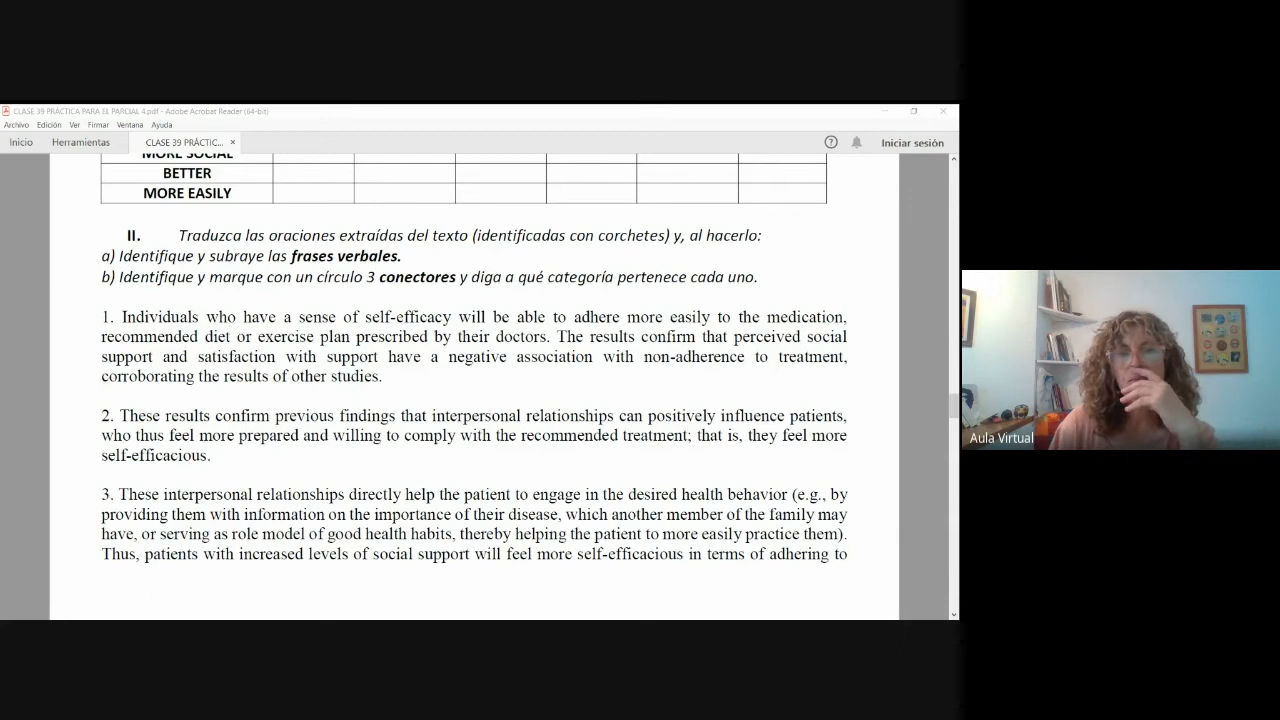 CLASE 39 PRÁCTICA PARA EL PARCIAL 4.pdf - Adobe Acrobat Reader (64-bit)
Archivo Edición Ver Firmar Ventana Ayuda
Inicio Herramientas CLASE 39 PRÁCTIC... × Iniciar sesión
MORE SOCIAL
BETTER
MORE EASILY
II. Traduzca las oraciones extraídas del texto (identificadas con corchetes) y, al hacerlo:
a) Identifique y subraye las frases verbales.
b) Identifique y marque con un círculo 3 conectores y diga a qué categoría pertenece cada uno.
1. Individuals who have a sense of self-efficacy will be able to adhere more easily to the medication,
recommended diet or exercise plan prescribed by their doctors. The results confirm that perceived social
support and satisfaction with support have a negative association with non-adherence to treatment,
corroborating the results of other studies.
2. These results confirm previous findings that interpersonal relationships can positively influence patients,
who thus feel more prepared and willing to comply with the recommended treatment; that is, they feel more
self-efficacious.
3. These interpersonal relationships directly help the patient to engage in the desired health behavior (e.g., by
providing them with information on the importance of their disease, which another member of the family may
have, or serving as role model of good health habits, thereby helping the patient to more easily practice them).
Thus, patients with increased levels of social support will feel more self-efficacious in terms of adhering to
Aula Virtual